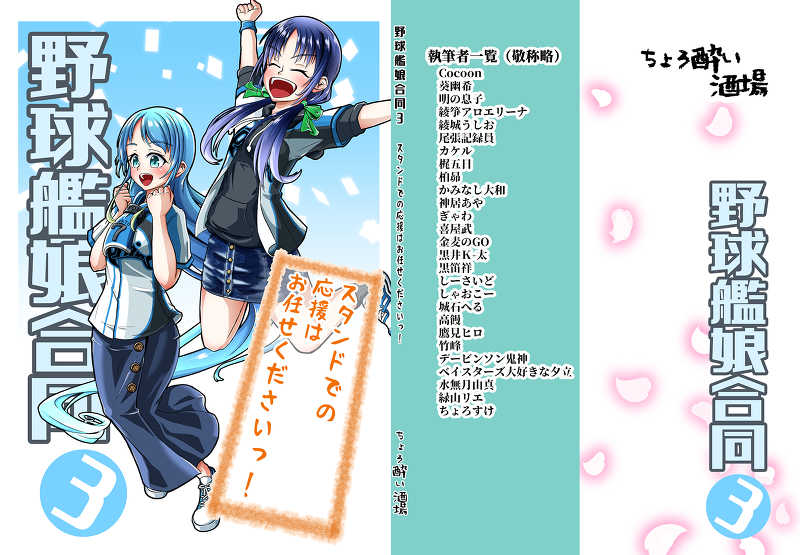 野球艦娘合同
3
スタンドでの
応援は
お任せくださいっ！
野球艦娘合同3 スタンドでの応援はお任せくださいっ！ ちょろ酔い酒場
執筆者一覧（敬称略）
Cocoon
葵幽希
明の息子
綾箏アロエリーナ
綾城うしお
尾張記録員
カケル
梶五日
柏昴
かみなし大和
神居あや
ぎゃわ
喜屋武
金麦のGO
黒井K-太
黒笛祥
しーさいど
しゃおこー
城石へる
高饅
鷹見ヒロ
竹峰
デービンソン鬼神
ベイスターズ大好きな夕立
水無月山真
緑山リエ
ちょろすけ
ちょろ酔い
酒場
野球艦娘合同
3